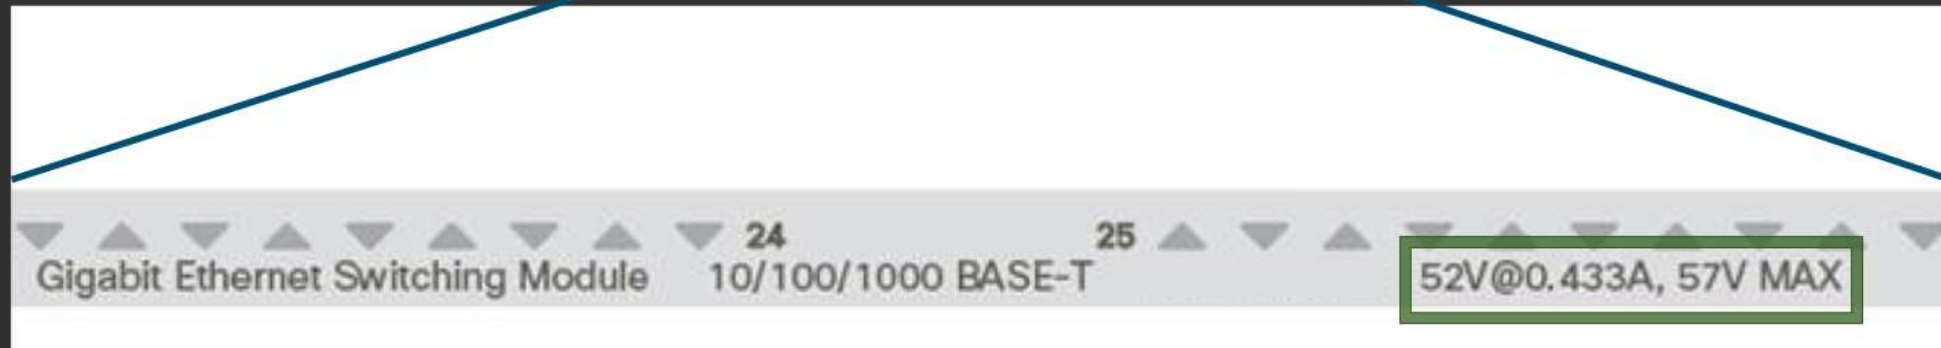 24 25
Gigabit Ethernet Switching Module 10/100/1000 BASE-T 52V@0.433A, 57V MAX